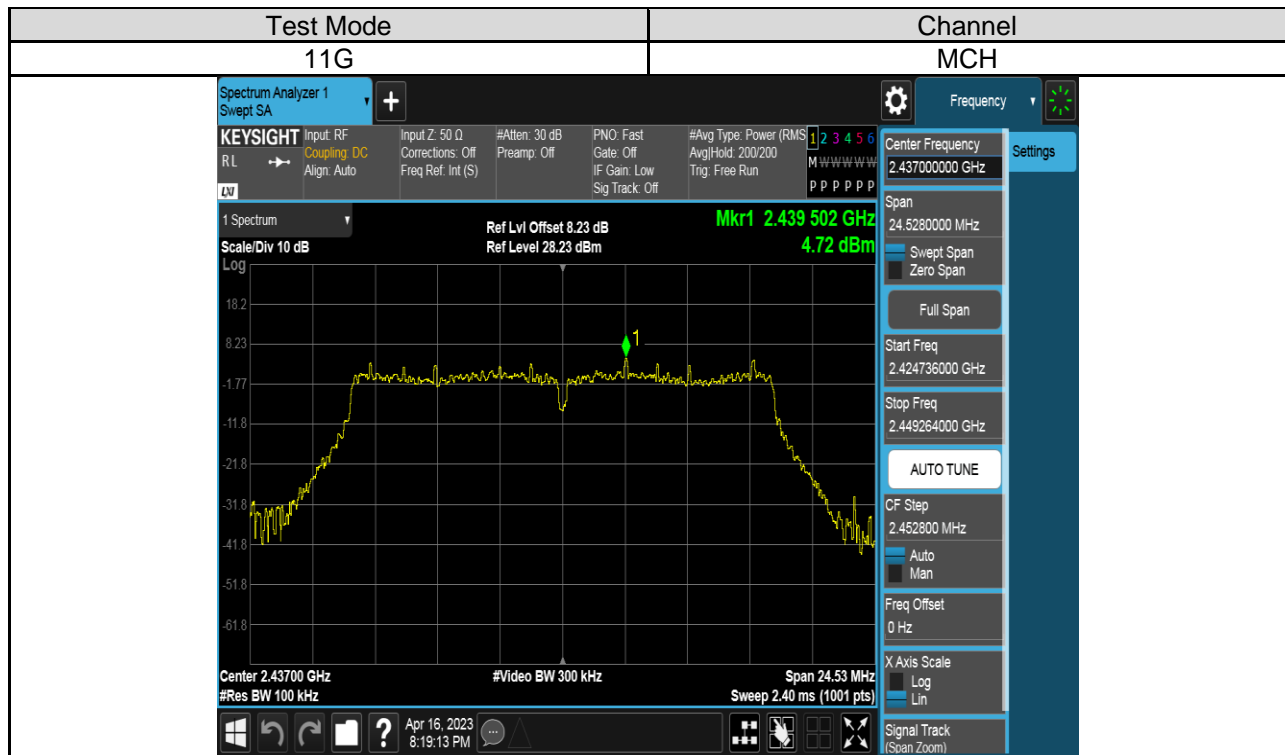 Test Mode Channel
11G MCH
Spectrum Analyzer 1
Swept SA
+
Frequency
KEYSIGHT
RL
LXI
Input: RF
Coupling: DC
Align: Auto
Input Z: 50 Ω
Corrections: Off
Freq Ref: Int (S)
#Atten: 30 dB
Preamp: Off
PNO: Fast
Gate: Off
IF Gain: Low
Sig Track: Off
#Avg Type: Power (RMS
Avg|Hold: 200/200
Trig: Free Run
1 2 3 4 5 6
M W W W W W
P P P P P P
1 Spectrum
Scale/Div 10 dB
Ref Lvl Offset 8.23 dB
Ref Level 28.23 dBm
Mkr1 2.439 502 GHz
4.72 dBm
Log
18.2
8.23
-1.77
-11.8
-21.8
-31.8
-41.8
-51.8
-61.8
1
Center 2.43700 GHz
#Res BW 100 kHz
#Video BW 300 kHz
Span 24.53 MHz
Sweep 2.40 ms (1001 pts)
Center Frequency
2.437000000 GHz
Span
24.5280000 MHz
Swept Span
Zero Span
Full Span
Start Freq
2.424736000 GHz
Stop Freq
2.449264000 GHz
AUTO TUNE
CF Step
2.452800 MHz
Auto
Man
Freq Offset
0 Hz
X Axis Scale
Log
Lin
Signal Track
(Span Zoom)
Settings
?
Apr 16, 2023
8:19:13 PM